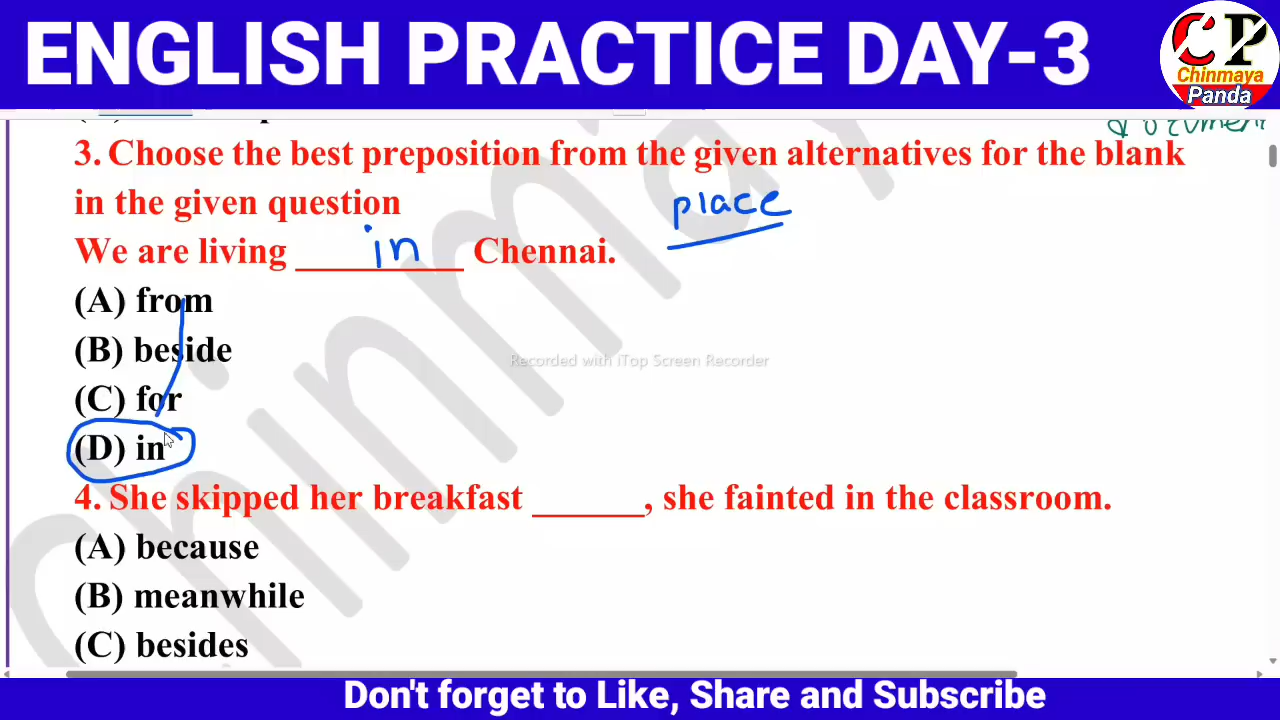 ENGLISH PRACTICE DAY-3
CP
Chinmaya
Panda
3. Choose the best preposition from the given alternatives for the blank
in the given question
place
We are living ________ in Chennai.
(A) from
(B) beside
Recorded with iTop Screen Recorder
(C) for
(D) in
4. She skipped her breakfast ______, she fainted in the classroom.
(A) because
(B) meanwhile
(C) besides
Don't forget to Like, Share and Subscribe